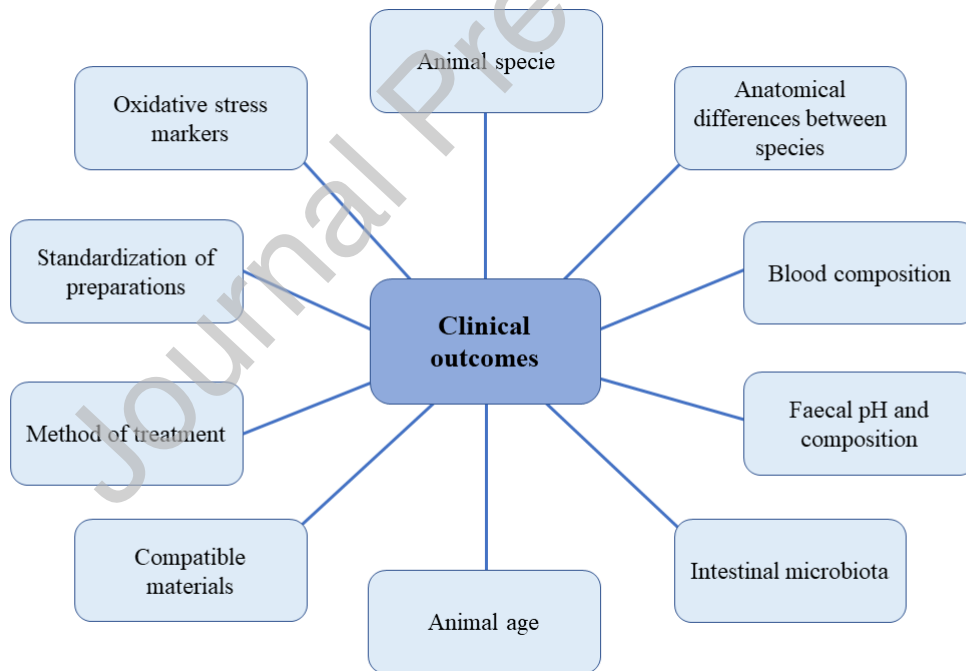 Animal specie
Oxidative stress
markers
Anatomical
differences between
species
Standardization of
preparations
Blood composition
Clinical
outcomes
Method of treatment
Faecal pH and
composition
Compatible
materials
Intestinal microbiota
Animal age
Journal Pre